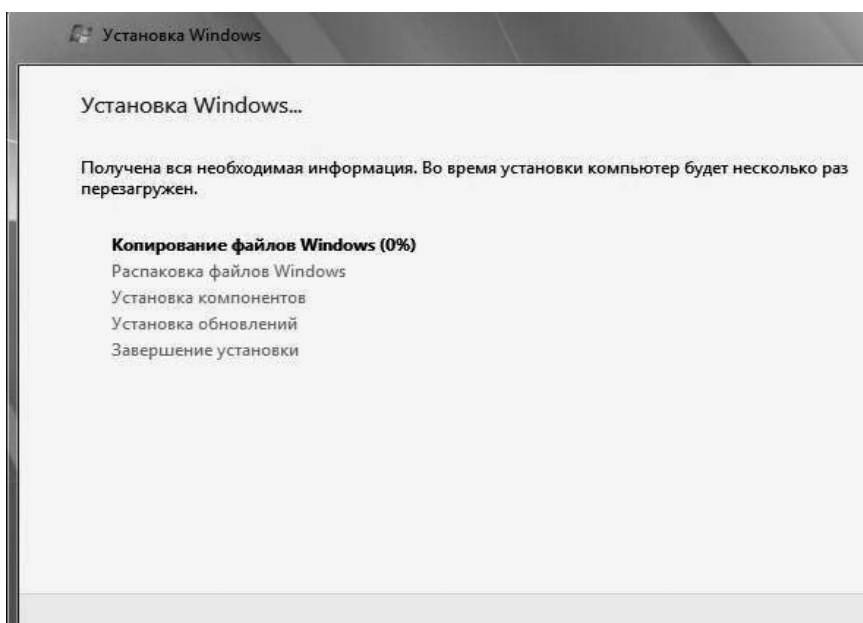 Установка Windows
Установка Windows...
Получена вся необходимая информация. Во время установки компьютер будет несколько раз
перезагружен.
Копирование файлов Windows (0%)
Распаковка файлов Windows
Установка компонентов
Установка обновлений
Завершение установки